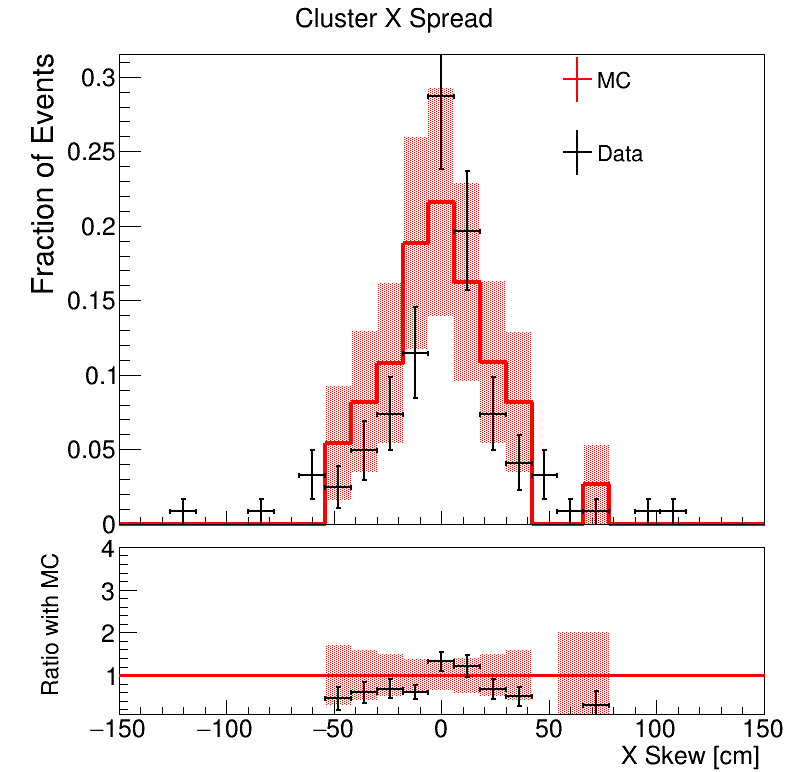 Cluster X Spread
Fraction of Events
0.3
0.25
0.2
0.15
0.1
0.05
0
MC
Data
Ratio with MC
4
3
2
1
−150 −100 −50 0 50 100 150
X Skew [cm]